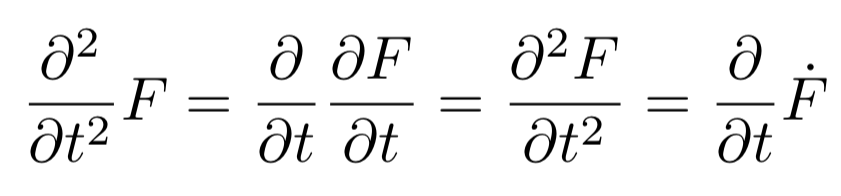 ∂²/∂t² F = ∂/∂t ∂F/∂t = ∂²F/∂t² = ∂/∂t Ḟ